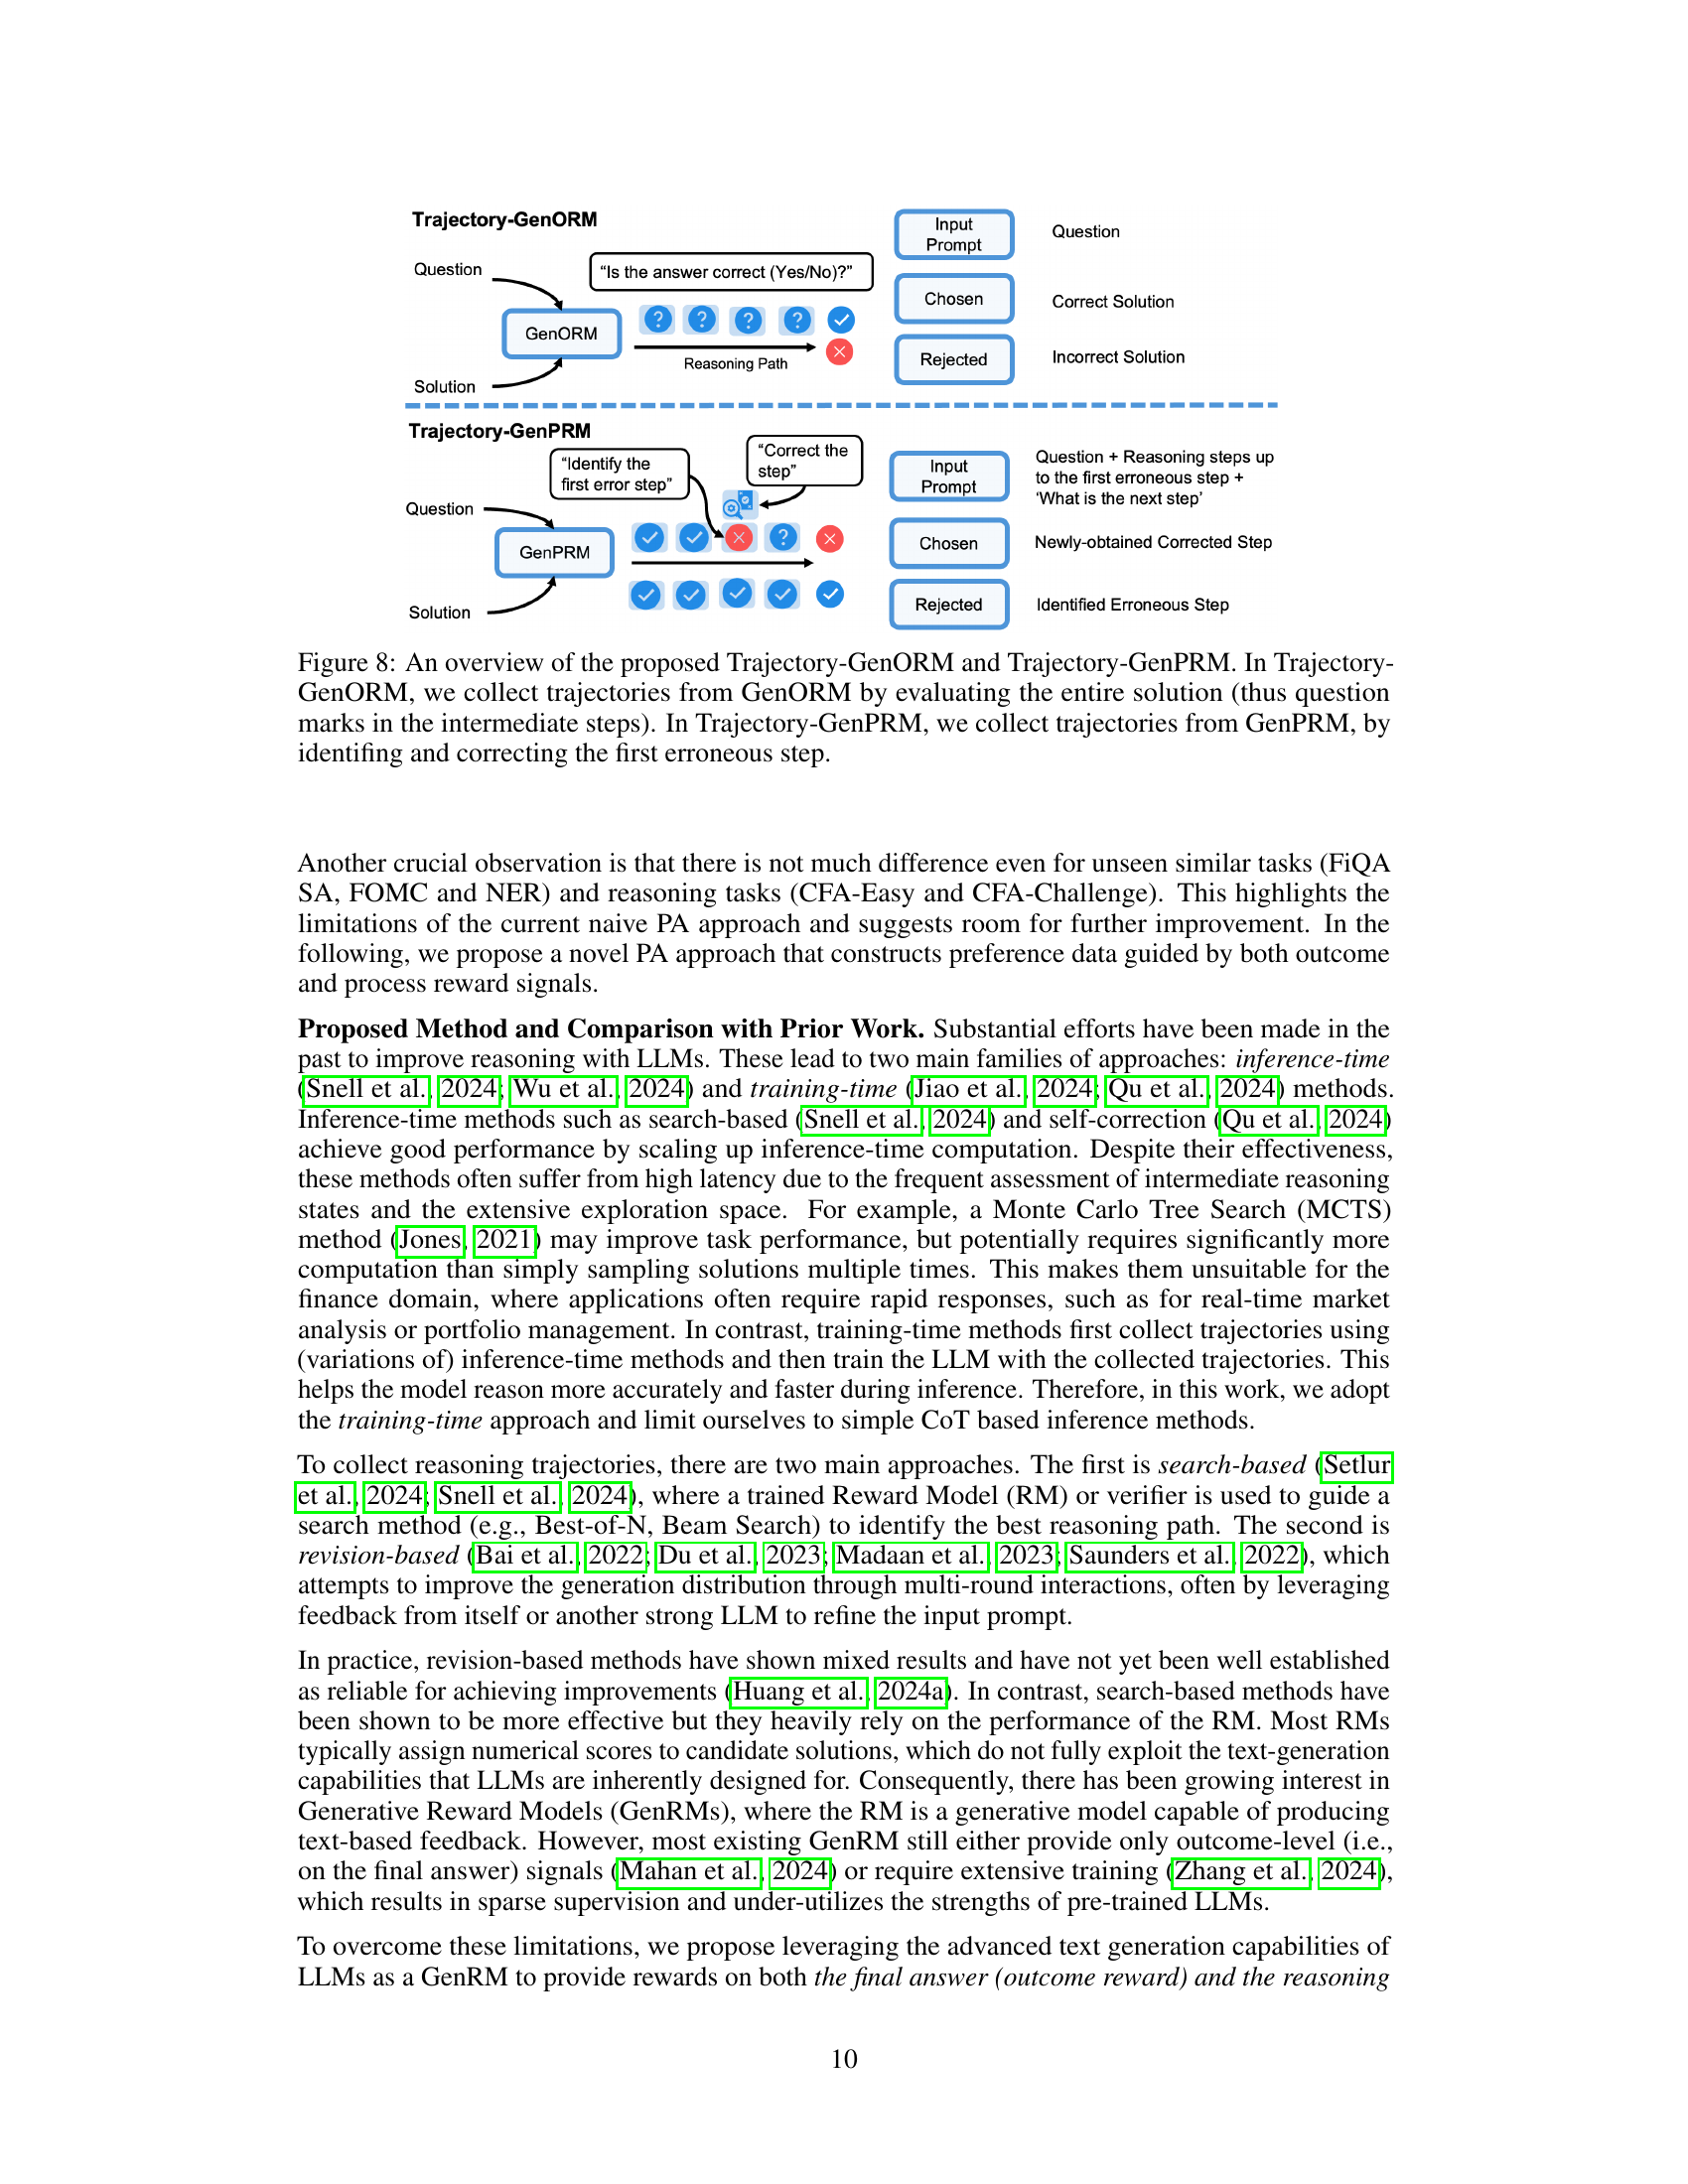 Trajectory-GenORM
Question
"Is the answer correct (Yes/No)?"
GenORM
Reasoning Path
Solution
Input
Prompt
Question
Chosen
Correct Solution
Rejected
Incorrect Solution
Trajectory-GenPRM
"Identify the
first error step"
"Correct the
step"
Question
GenPRM
Solution
Input
Prompt
Question + Reasoning steps up
to the first erroneous step +
'What is the next step'
Chosen
Newly-obtained Corrected Step
Rejected
Identified Erroneous Step
Figure 8: An overview of the proposed Trajectory-GenORM and Trajectory-GenPRM. In Trajectory-
GenORM, we collect trajectories from GenORM by evaluating the entire solution (thus question
marks in the intermediate steps). In Trajectory-GenPRM, we collect trajectories from GenPRM, by
identifing and correcting the first erroneous step.
Another crucial observation is that there is not much difference even for unseen similar tasks (FiQA
SA, FOMC and NER) and reasoning tasks (CFA-Easy and CFA-Challenge). This highlights the
limitations of the current naive PA approach and suggests room for further improvement. In the
following, we propose a novel PA approach that constructs preference data guided by both outcome
and process reward signals.
Proposed Method and Comparison with Prior Work. Substantial efforts have been made in the
past to improve reasoning with LLMs. These lead to two main families of approaches: inference-time
(Snell et al., 2024; Wu et al., 2024) and training-time (Jiao et al., 2024; Qu et al., 2024) methods.
Inference-time methods such as search-based (Snell et al., 2024) and self-correction (Qu et al., 2024)
achieve good performance by scaling up inference-time computation. Despite their effectiveness,
these methods often suffer from high latency due to the frequent assessment of intermediate reasoning
states and the extensive exploration space. For example, a Monte Carlo Tree Search (MCTS)
method (Jones, 2021) may improve task performance, but potentially requires significantly more
computation than simply sampling solutions multiple times. This makes them unsuitable for the
finance domain, where applications often require rapid responses, such as for real-time market
analysis or portfolio management. In contrast, training-time methods first collect trajectories using
(variations of) inference-time methods and then train the LLM with the collected trajectories. This
helps the model reason more accurately and faster during inference. Therefore, in this work, we adopt
the training-time approach and limit ourselves to simple CoT based inference methods.
To collect reasoning trajectories, there are two main approaches. The first is search-based (Setlur
et al., 2024; Snell et al., 2024), where a trained Reward Model (RM) or verifier is used to guide a
search method (e.g., Best-of-N, Beam Search) to identify the best reasoning path. The second is
revision-based (Bai et al., 2022; Du et al., 2023; Madaan et al., 2023; Saunders et al., 2022), which
attempts to improve the generation distribution through multi-round interactions, often by leveraging
feedback from itself or another strong LLM to refine the input prompt.
In practice, revision-based methods have shown mixed results and have not yet been well established
as reliable for achieving improvements (Huang et al., 2024a). In contrast, search-based methods have
been shown to be more effective but they heavily rely on the performance of the RM. Most RMs
typically assign numerical scores to candidate solutions, which do not fully exploit the text-generation
capabilities that LLMs are inherently designed for. Consequently, there has been growing interest in
Generative Reward Models (GenRMs), where the RM is a generative model capable of producing
text-based feedback. However, most existing GenRM still either provide only outcome-level (i.e.,
on the final answer) signals (Mahan et al., 2024) or require extensive training (Zhang et al., 2024),
which results in sparse supervision and under-utilizes the strengths of pre-trained LLMs.
To overcome these limitations, we propose leveraging the advanced text generation capabilities of
LLMs as a GenRM to provide rewards on both the final answer (outcome reward) and the reasoning
10